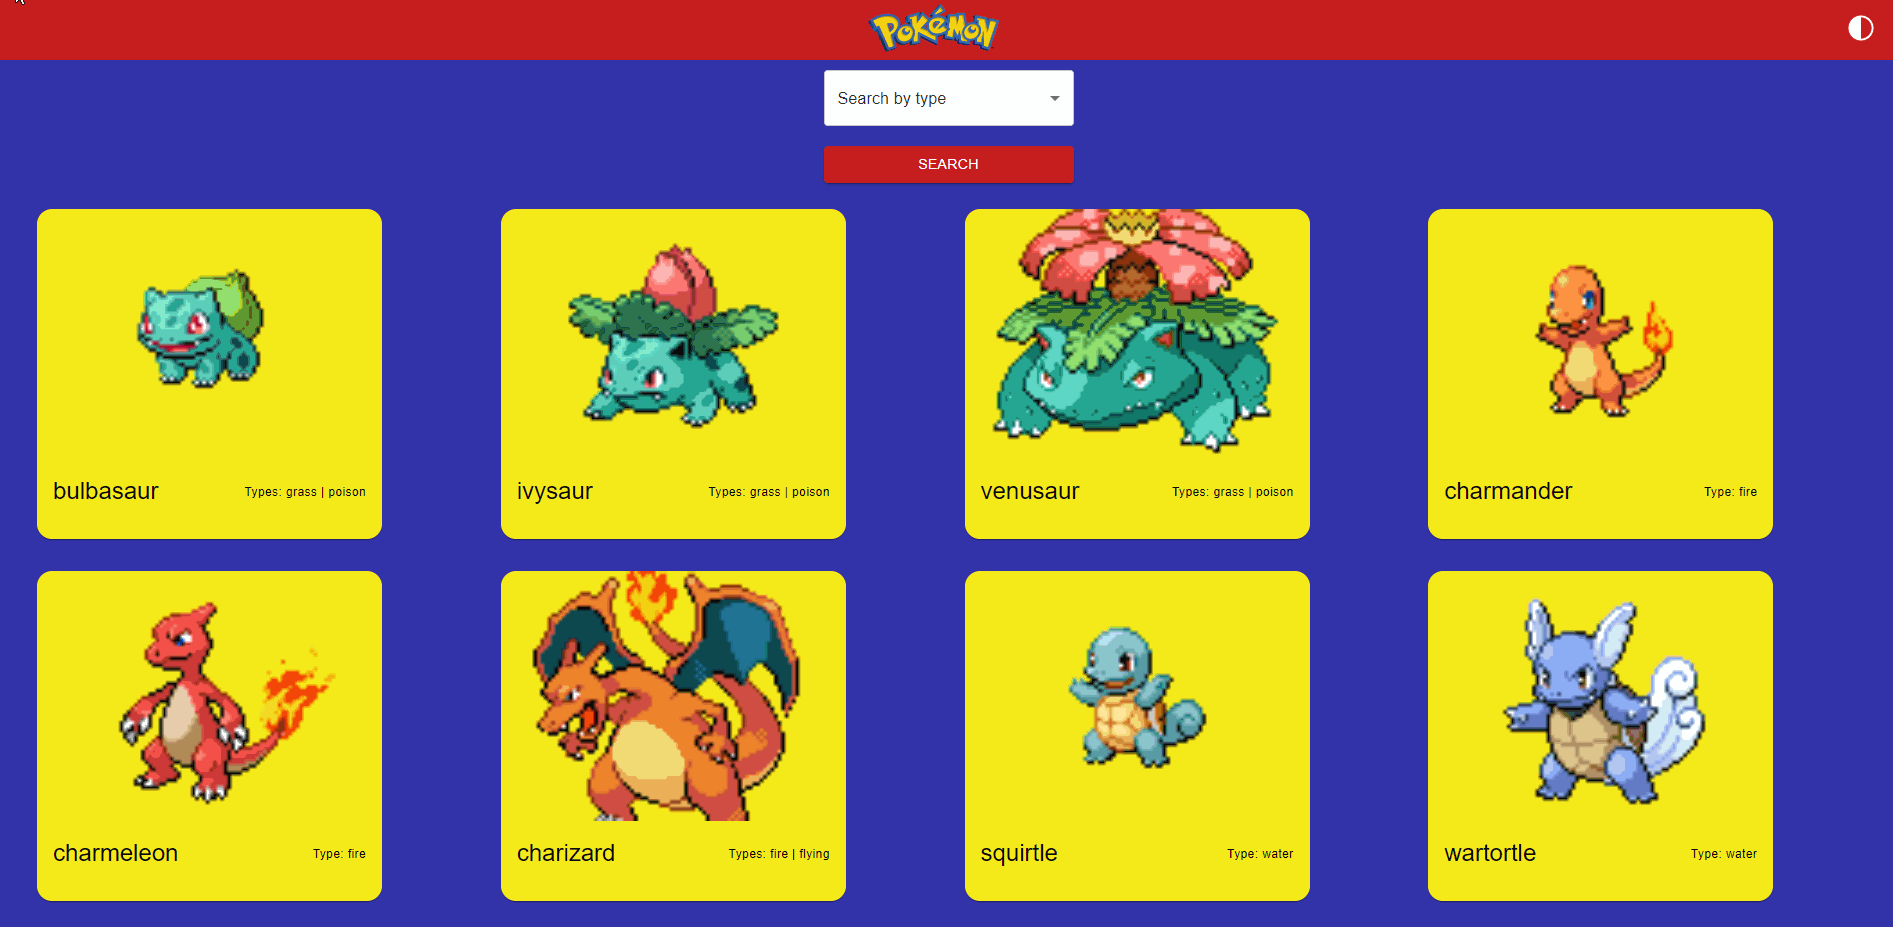 POKéMON
Search by type
SEARCH
bulbasaur Types: grass | poison
ivysaur Types: grass | poison
venusaur Types: grass | poison
charmander Type: fire
charmeleon Type: fire
charizard Types: fire | flying
squirtle Type: water
wartortle Type: water